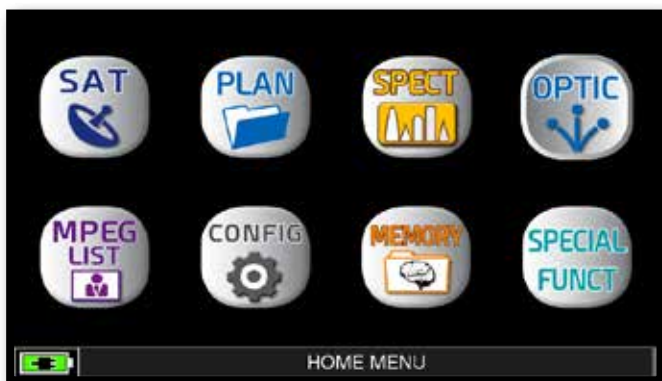 SAT
PLAN
SPECT
OPTIC
MPEG
LIST
CONFIG
MEMORY
SPECIAL
FUNCT
HOME MENU